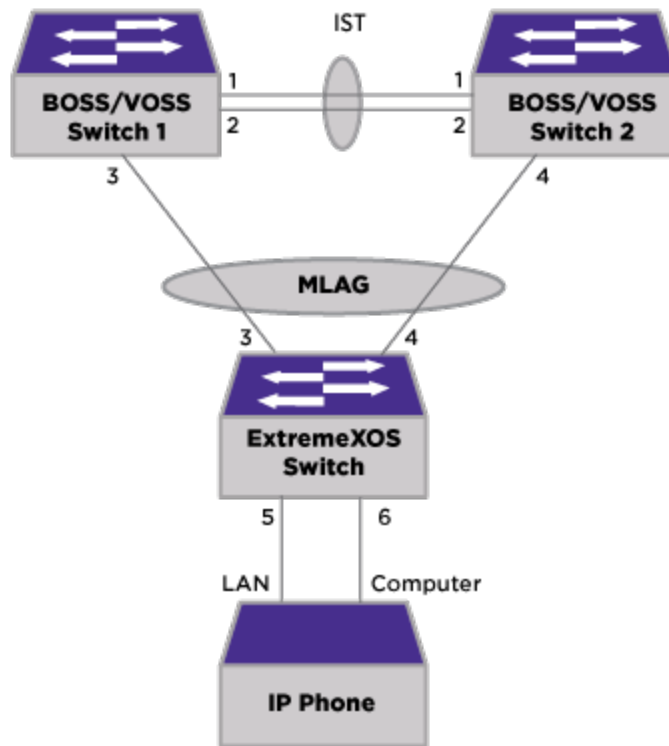 IST
1 1
BOSS/VOSS
Switch 1
BOSS/VOSS
Switch 2
2 2
3 4
MLAG
3 4
ExtremeXOS
Switch
5 6
LAN Computer
IP Phone